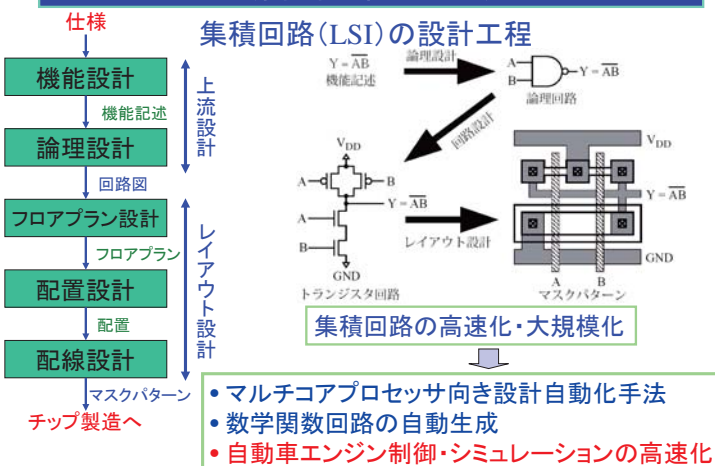 仕様
集積回路(LSI)の設計工程
機能設計
機能記述
論理設計
回路図
フロアプラン設計
フロアプラン
配置設計
配置
配線設計
マスクパターン
チップ製造へ
上流設計
レイアウト設計
Y = A̅B̅
機能記述
論理設計
A
B
Y = A̅B̅
論理回路
回路設計
VDD
A
B
Y = A̅B̅
A
B
GND
トランジスタ回路
レイアウト設計
VDD
Y = A̅B̅
GND
A B
マスクパターン
集積回路の高速化・大規模化
• マルチコアプロセッサ向き設計自動化手法
• 数学関数回路の自動生成
• 自動車エンジン制御・シミュレーションの高速化